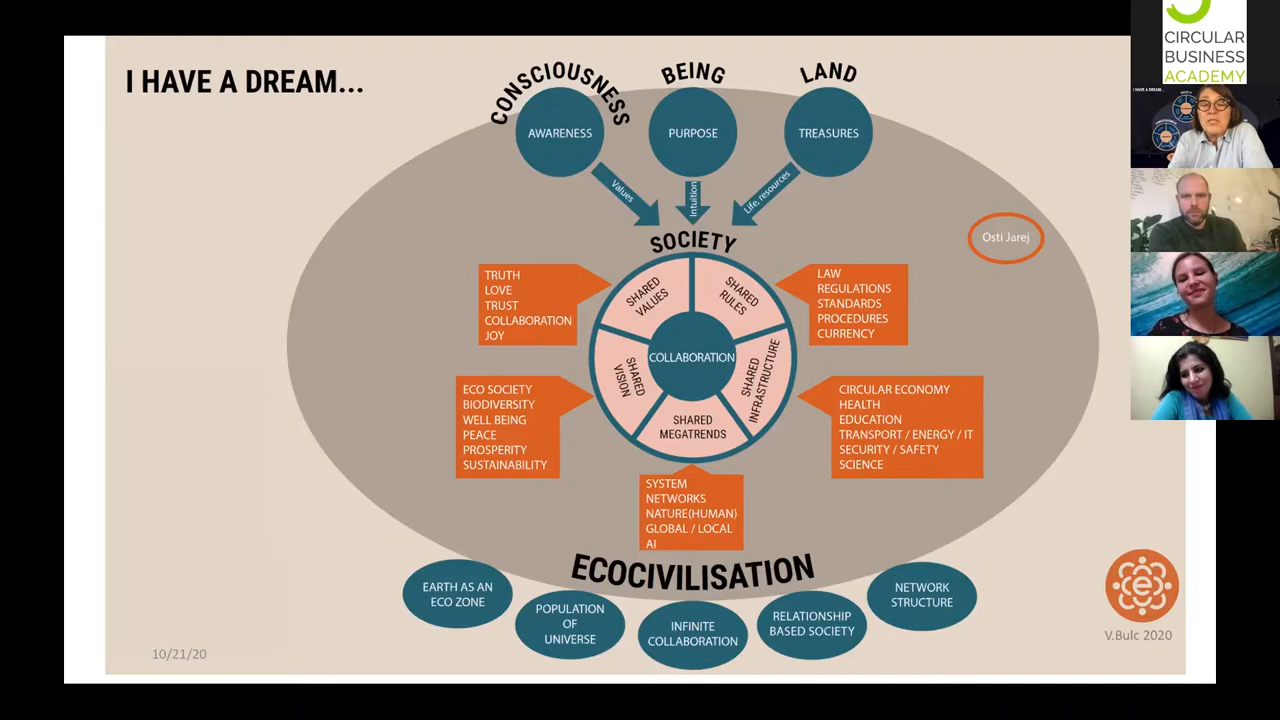 I HAVE A DREAM...
CIRCULAR
BUSINESS
ACADEMY
CONSCIOUSNESS
BEING
LAND
AWARENESS
PURPOSE
TREASURES
Values
Intuition
Life, resources
SOCIETY
Osti Jarej
TRUTH
LOVE
TRUST
COLLABORATION
JOY
SHARED
VALUES
SHARED
RULES
LAW
REGULATIONS
STANDARDS
PROCEDURES
CURRENCY
COLLABORATION
SHARED
VISION
SHARED
INFRASTRUCTURE
SHARED
MEGATRENDS
ECO SOCIETY
BIODIVERSITY
WELL BEING
PEACE
PROSPERITY
SUSTAINABILITY
CIRCULAR ECONOMY
HEALTH
EDUCATION
TRANSPORT / ENERGY / IT
SECURITY / SAFETY
SCIENCE
SYSTEM
NETWORKS
NATURE(HUMAN)
GLOBAL / LOCAL
AI
ECOCIVILISATION
EARTH AS AN
ECO ZONE
POPULATION
OF
UNIVERSE
INFINITE
COLLABORATION
RELATIONSHIP
BASED SOCIETY
NETWORK
STRUCTURE
e
V.Bulc 2020
10/21/20